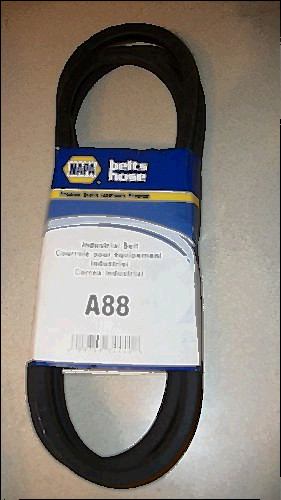 NAPA
belts
hose
Industrial Belt
Courroie pour équipement
industriel
Correa industrial
A88